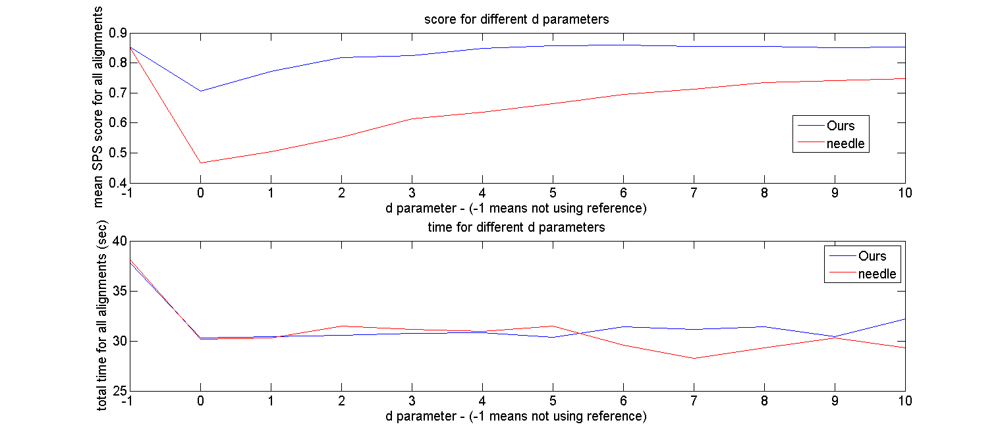 score for different d parameters
mean SPS score for all alignments
0.9
0.8
0.7
0.6
0.5
0.4
Ours
needle
-1 0 1 2 3 4 5 6 7 8 9 10
d parameter - (-1 means not using reference)
time for different d parameters
total time for all alignments (sec)
40
35
30
25
Ours
needle
-1 0 1 2 3 4 5 6 7 8 9 10
d parameter - (-1 means not using reference)